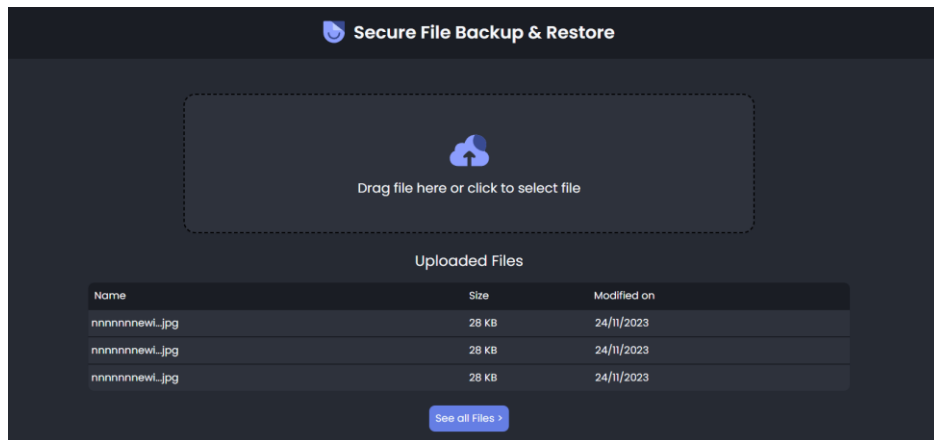 Secure File Backup & Restore
Drag file here or click to select file
Uploaded Files
Name Size Modified on
nnnnnnnewi...jpg 28 KB 24/11/2023
nnnnnnnewi...jpg 28 KB 24/11/2023
nnnnnnnewi...jpg 28 KB 24/11/2023
See all Files >